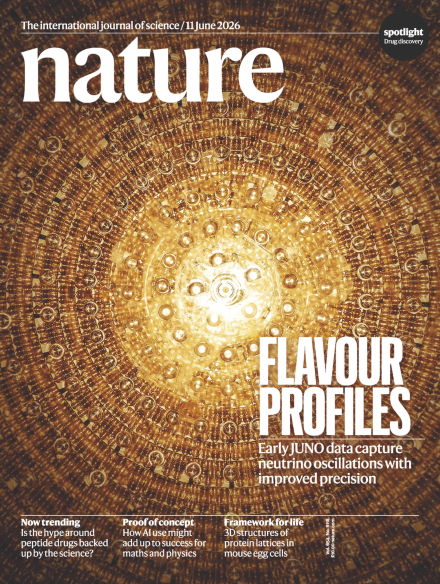 The international journal of science / 11 June 2026
spotlight
Drug discovery
nature
FLAVOUR
PROFILES
Early JUNO data capture
neutrino oscillations with
improved precision
Now trending
Is the hype around
peptide drugs backed
up by the science?
Proof of concept
How AI use might
add up to success for
maths and physics
Framework for life
3D structures of
protein lattices in
mouse egg cells